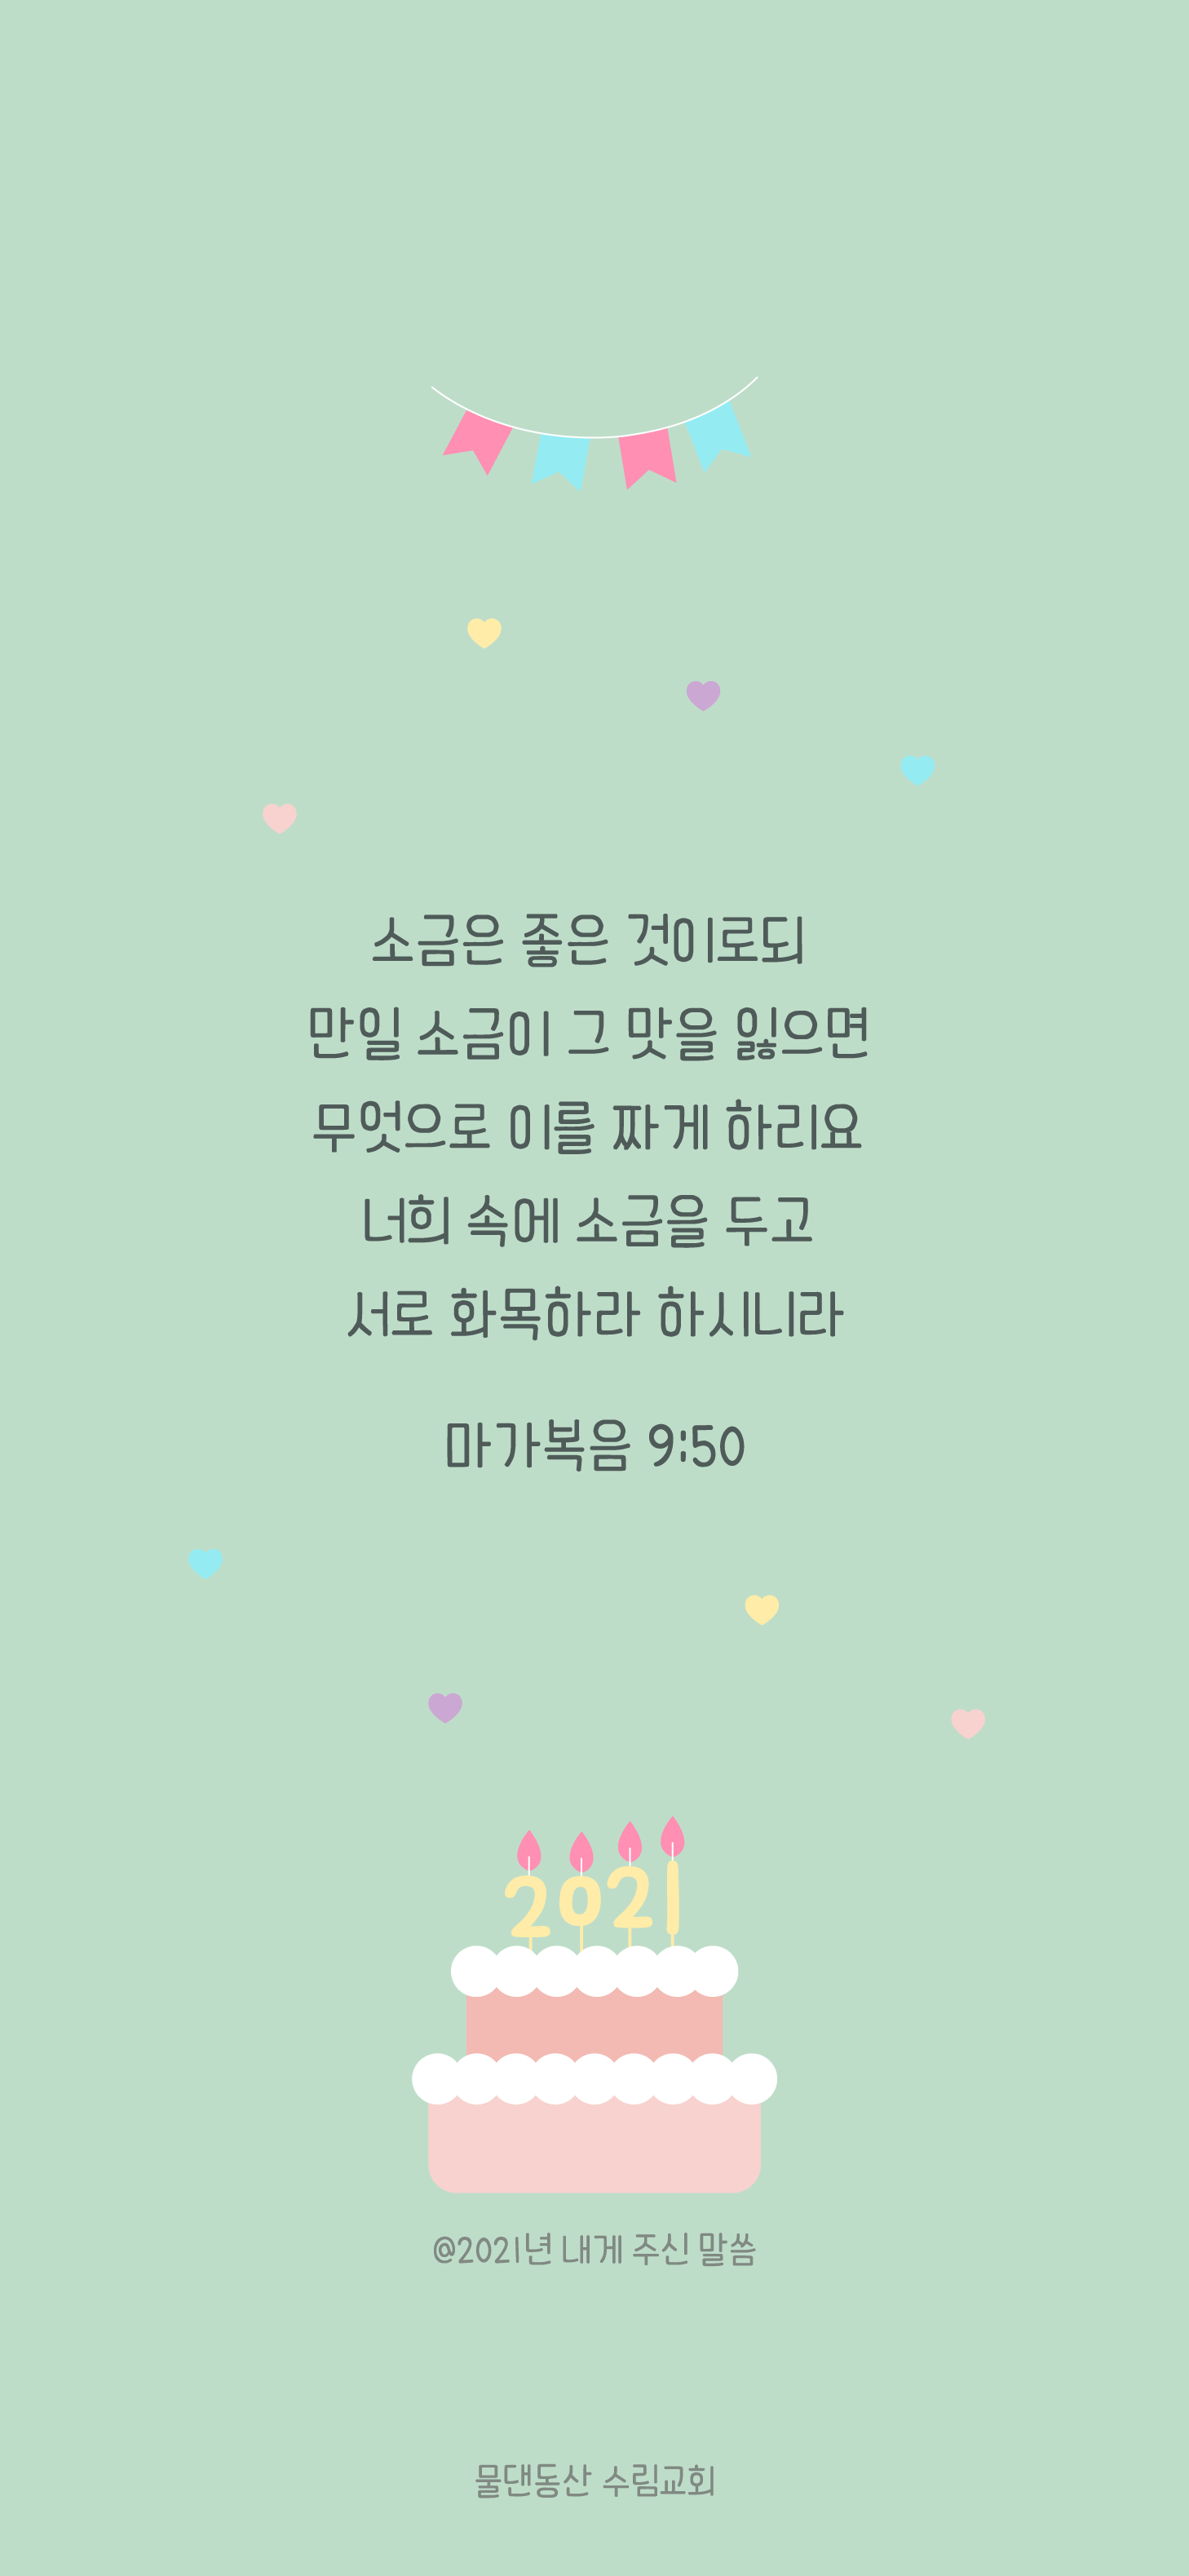 소금은 좋은 것이로되
만일 소금이 그 맛을 잃으면
무엇으로 이를 짜게 하리요
너희 속에 소금을 두고
서로 화목하라 하시니라
마가복음 9:50
2021
@2021년 내게 주신 말씀
물댄동산 수림교회